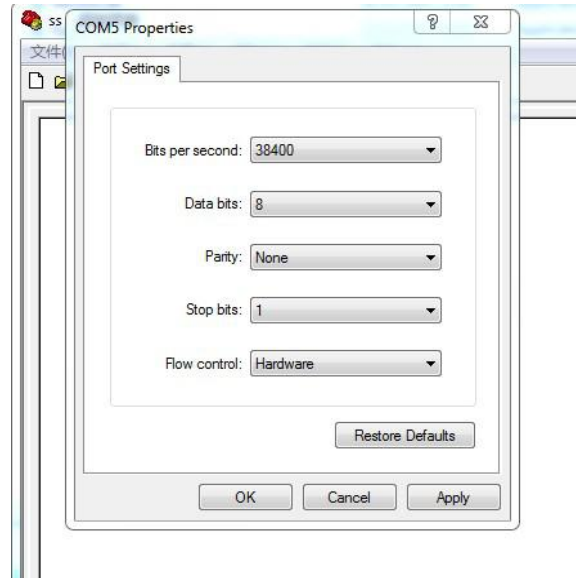 ss
COM5 Properties
文件(
Port Settings
Bits per second: 38400
Data bits: 8
Parity: None
Stop bits: 1
Flow control: Hardware
Restore Defaults
OK Cancel Apply